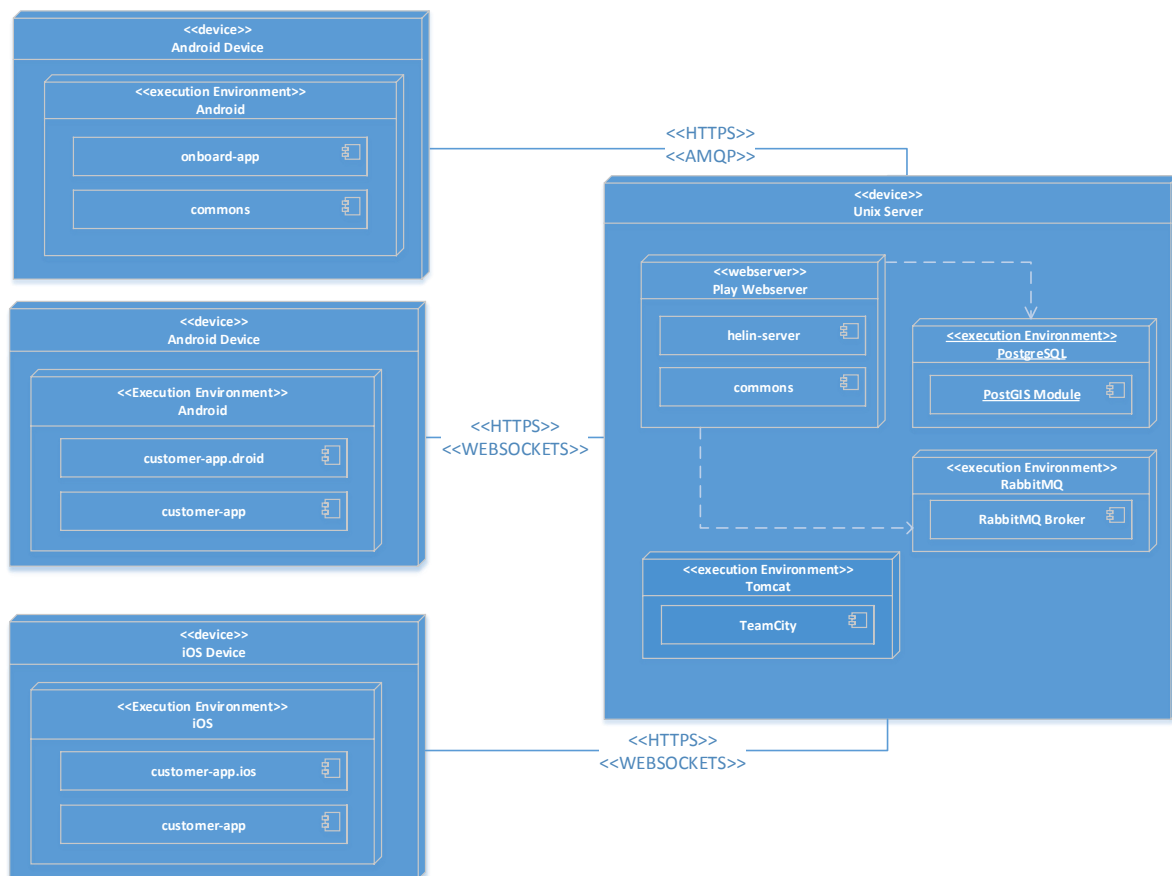 <<device>>
Android Device
<<execution Environment>>
Android
onboard-app
commons
<<HTTPS>>
<<AMQP>>
<<device>>
Android Device
<<Execution Environment>>
Android
customer-app.droid
customer-app
<<HTTPS>>
<<WEBSOCKETS>>
<<device>>
iOS Device
<<Execution Environment>>
iOS
customer-app.ios
customer-app
<<HTTPS>>
<<WEBSOCKETS>>
<<device>>
Unix Server
<<webserver>>
Play Webserver
helin-server
commons
<<execution Environment>>
PostgreSQL
PostGIS Module
<<execution Environment>>
RabbitMQ
RabbitMQ Broker
<<execution Environment>>
Tomcat
TeamCity